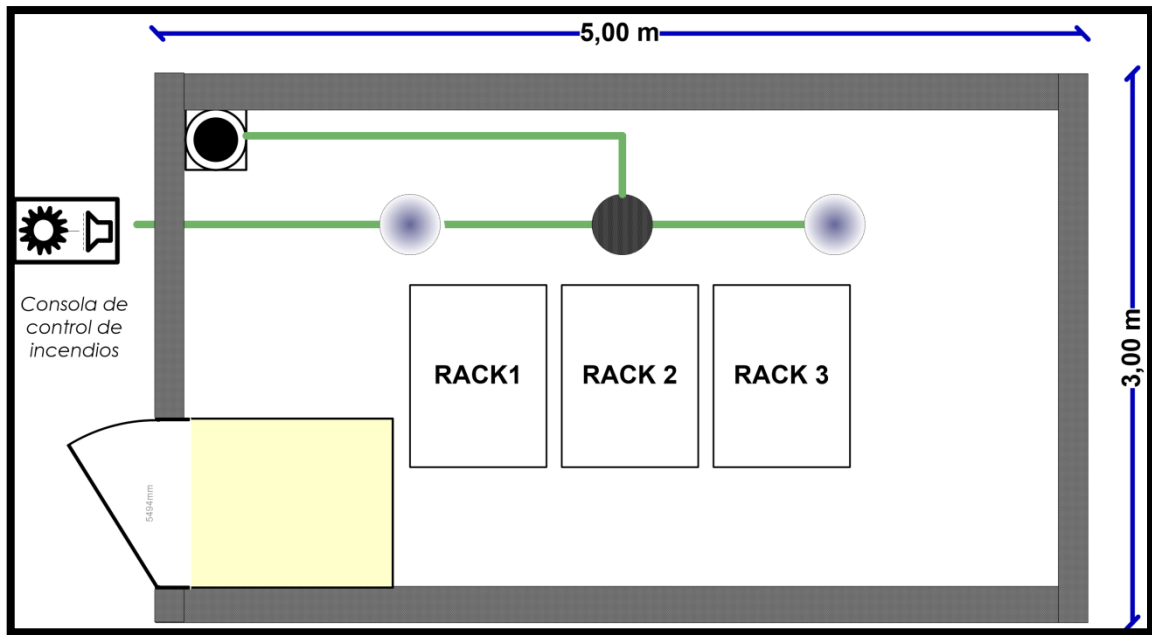 5,00 m
Consola de
control de
incendios
RACK1
RACK 2
RACK 3
3,00 m
5494mm